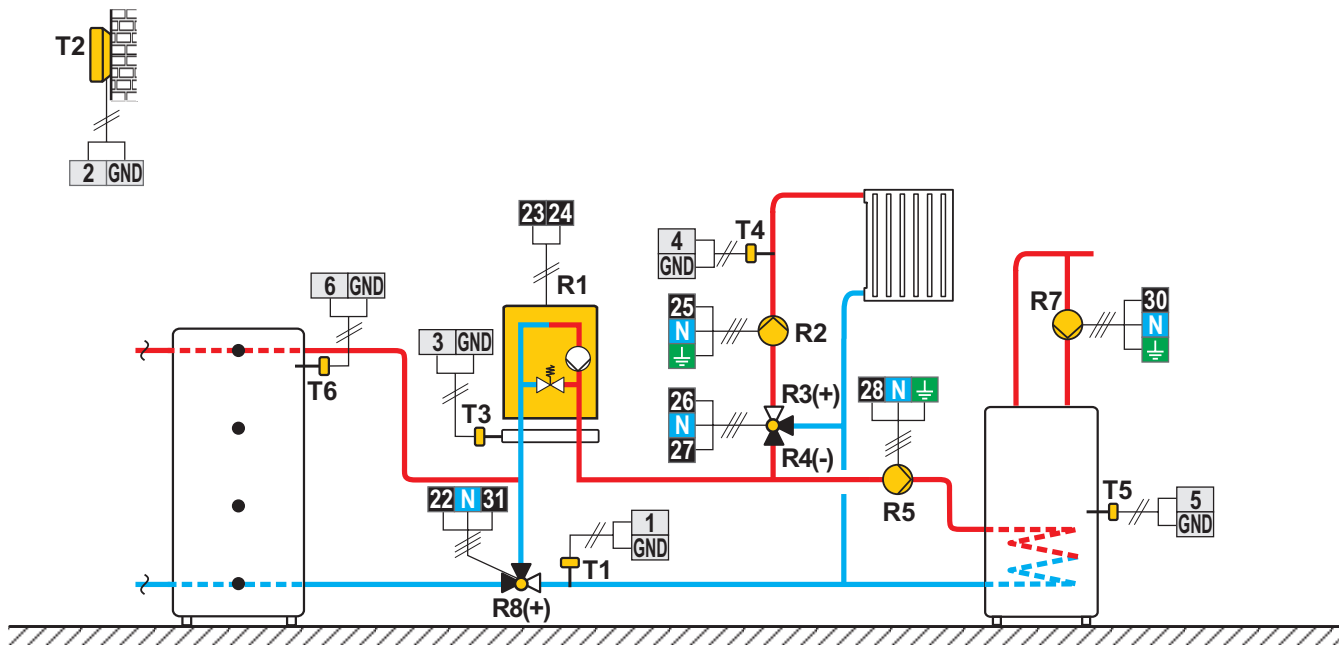 T2
2 GND
23 24
R1
6 GND
T6
3 GND
T3
4
GND
T4
25
N
R2
26
N
27
R3(+)
R4(-)
28 N
R5
R7
30
N
T5
5
GND
22 N 31
R8(+)
1
GND
T1